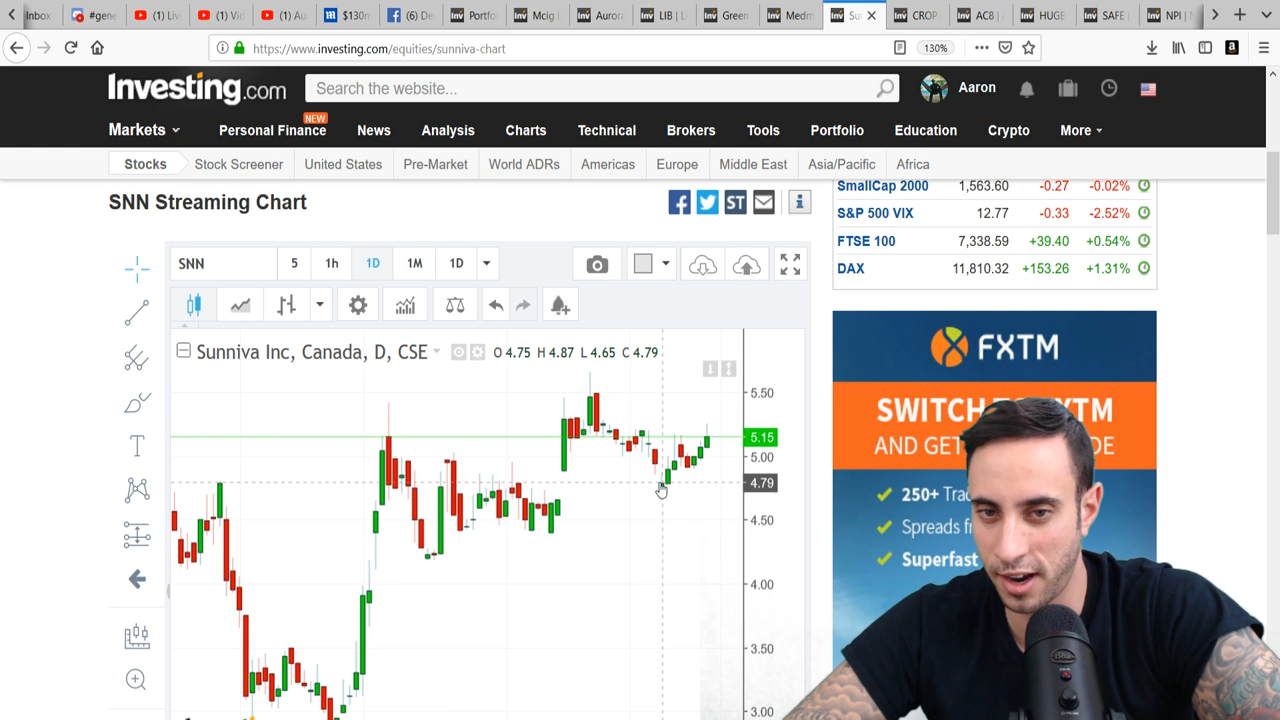 Inbox
#gene
(1) Liv
(1) Vid
(1) Au
$130m
(6) De
Portfo
Mcig
Auror
LIB | L
Green
Medm
Su
CROP
AC8 |
HUGE
SAFE |
NPI | N
https://www.investing.com/equities/sunniva-chart
130%
Investing.com
Search the website...
Aaron
NEW
Markets
Personal Finance
News
Analysis
Charts
Technical
Brokers
Tools
Portfolio
Education
Crypto
More
Stocks
Stock Screener
United States
Pre-Market
World ADRs
Americas
Europe
Middle East
Asia/Pacific
Africa
SNN Streaming Chart
ST
SmallCap 2000 1,563.60 -0.27 -0.02%
S&P 500 VIX 12.77 -0.33 -2.52%
FTSE 100 7,338.59 +39.40 +0.54%
DAX 11,810.32 +153.26 +1.31%
SNN
5
1h
1D
1M
1D
Sunniva Inc, Canada, D, CSE
O 4.75 H 4.87 L 4.65 C 4.79
5.50
5.15
5.00
4.79
4.50
4.00
3.50
3.00
FXTM
SWITCH TO FXTM
AND GE DE
250+ Tra
Spreads fr
Superfast